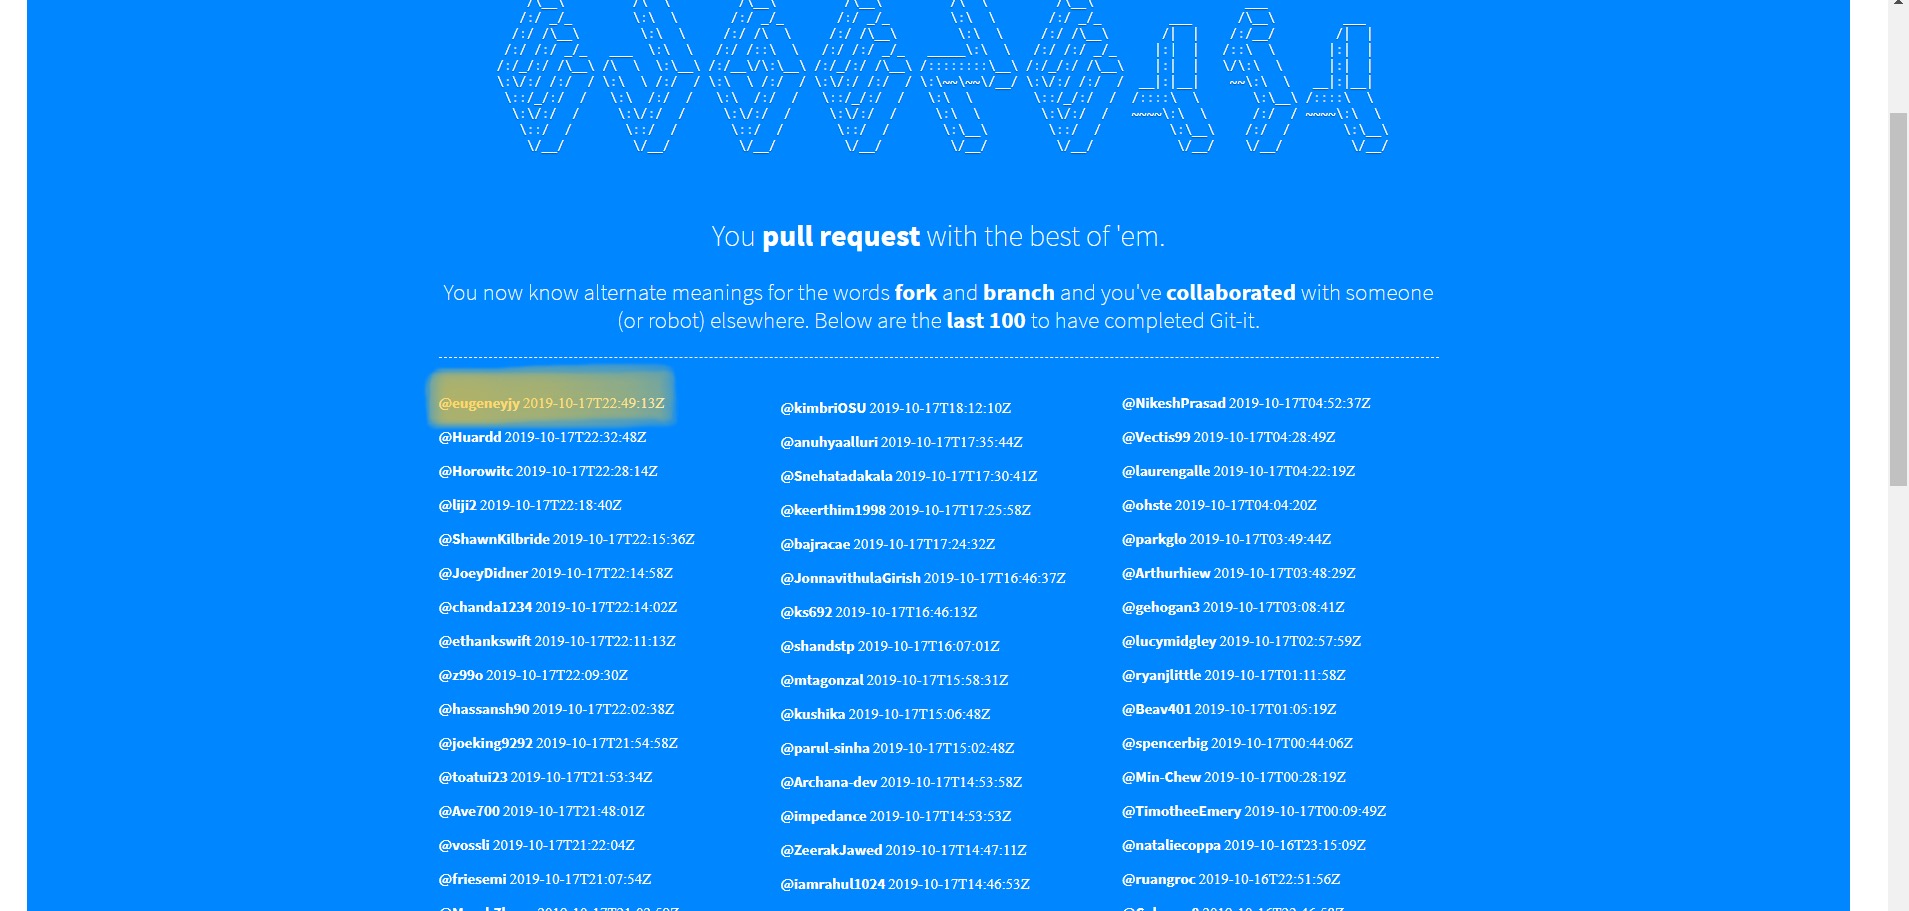 You pull request with the best of 'em.
You now know alternate meanings for the words fork and branch and you've collaborated with someone
(or robot) elsewhere. Below are the last 100 to have completed Git-it.
@eugeneyjy 2019-10-17T22:49:13Z
@Huardd 2019-10-17T22:32:48Z
@Horowitc 2019-10-17T22:28:14Z
@liji2 2019-10-17T22:18:40Z
@ShawnKilbride 2019-10-17T22:15:36Z
@JoeyDidner 2019-10-17T22:14:58Z
@chanda1234 2019-10-17T22:14:02Z
@ethankswift 2019-10-17T22:11:13Z
@z99o 2019-10-17T22:09:30Z
@hassansh90 2019-10-17T22:02:38Z
@joeking9292 2019-10-17T21:54:58Z
@toatui23 2019-10-17T21:53:34Z
@Ave700 2019-10-17T21:48:01Z
@vossli 2019-10-17T21:22:04Z
@friesemi 2019-10-17T21:07:54Z
@kimbriOSU 2019-10-17T18:12:10Z
@anuhyaalluri 2019-10-17T17:35:44Z
@Snehatadakala 2019-10-17T17:30:41Z
@keerthim1998 2019-10-17T17:25:58Z
@bajracae 2019-10-17T17:24:32Z
@JonnavithulaGirish 2019-10-17T16:46:37Z
@ks692 2019-10-17T16:46:13Z
@shandstp 2019-10-17T16:07:01Z
@mtagonzal 2019-10-17T15:58:31Z
@kushika 2019-10-17T15:06:48Z
@parul-sinha 2019-10-17T15:02:48Z
@Archana-dev 2019-10-17T14:53:58Z
@impedance 2019-10-17T14:53:53Z
@ZeerakJawed 2019-10-17T14:47:11Z
@iamrahul1024 2019-10-17T14:46:53Z
@NikeshPrasad 2019-10-17T04:52:37Z
@Vectis99 2019-10-17T04:28:49Z
@laurengalle 2019-10-17T04:22:19Z
@ohste 2019-10-17T04:04:20Z
@parkglo 2019-10-17T03:49:44Z
@Arthurhiew 2019-10-17T03:48:29Z
@gehogan3 2019-10-17T03:08:41Z
@lucymidgley 2019-10-17T02:57:59Z
@ryanjlittle 2019-10-17T01:11:58Z
@Beav401 2019-10-17T01:05:19Z
@spencerbig 2019-10-17T00:44:06Z
@Min-Chew 2019-10-17T00:28:19Z
@TimotheeEmery 2019-10-17T00:09:49Z
@nataliecoppa 2019-10-16T23:15:09Z
@ruangroc 2019-10-16T22:51:56Z